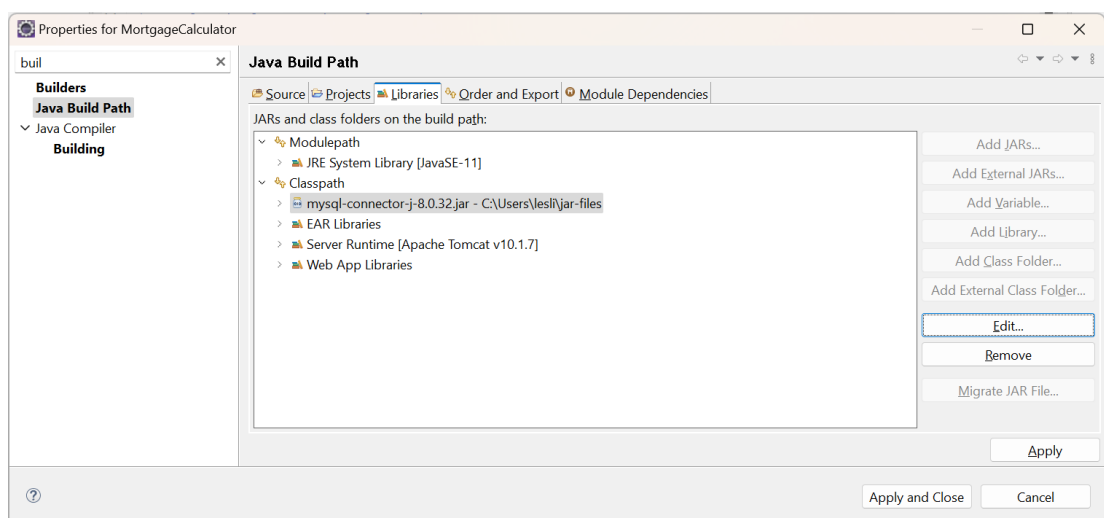 Properties for MortgageCalculator
buil
Builders
Java Build Path
Java Compiler
Building
Java Build Path
Source Projects Libraries Order and Export Module Dependencies
JARs and class folders on the build path:
Modulepath
JRE System Library [JavaSE-11]
Classpath
mysql-connector-j-8.0.32.jar - C:\Users\lesli\jar-files
EAR Libraries
Server Runtime [Apache Tomcat v10.1.7]
Web App Libraries
Add JARs...
Add External JARs...
Add Variable...
Add Library...
Add Class Folder...
Add External Class Folder...
Edit...
Remove
Migrate JAR File...
Apply
Apply and Close
Cancel